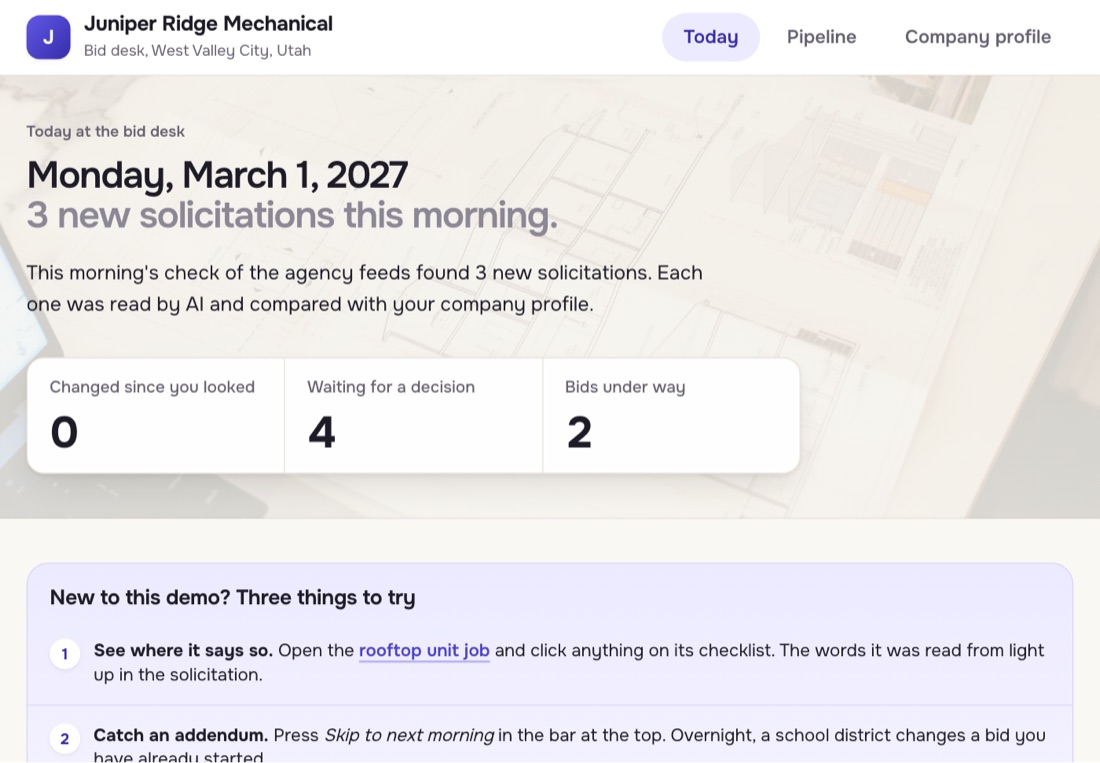 J
Juniper Ridge Mechanical
Bid desk, West Valley City, Utah
Today
Pipeline
Company profile
Today at the bid desk
Monday, March 1, 2027
3 new solicitations this morning.
This morning's check of the agency feeds found 3 new solicitations. Each
one was read by AI and compared with your company profile.
Changed since you looked
0
Waiting for a decision
4
Bids under way
2
New to this demo? Three things to try
1
See where it says so. Open the rooftop unit job and click anything on its checklist. The words it was read from light
up in the solicitation.
2
Catch an addendum. Press Skip to next morning in the bar at the top. Overnight, a school district changes a bid you
have already started